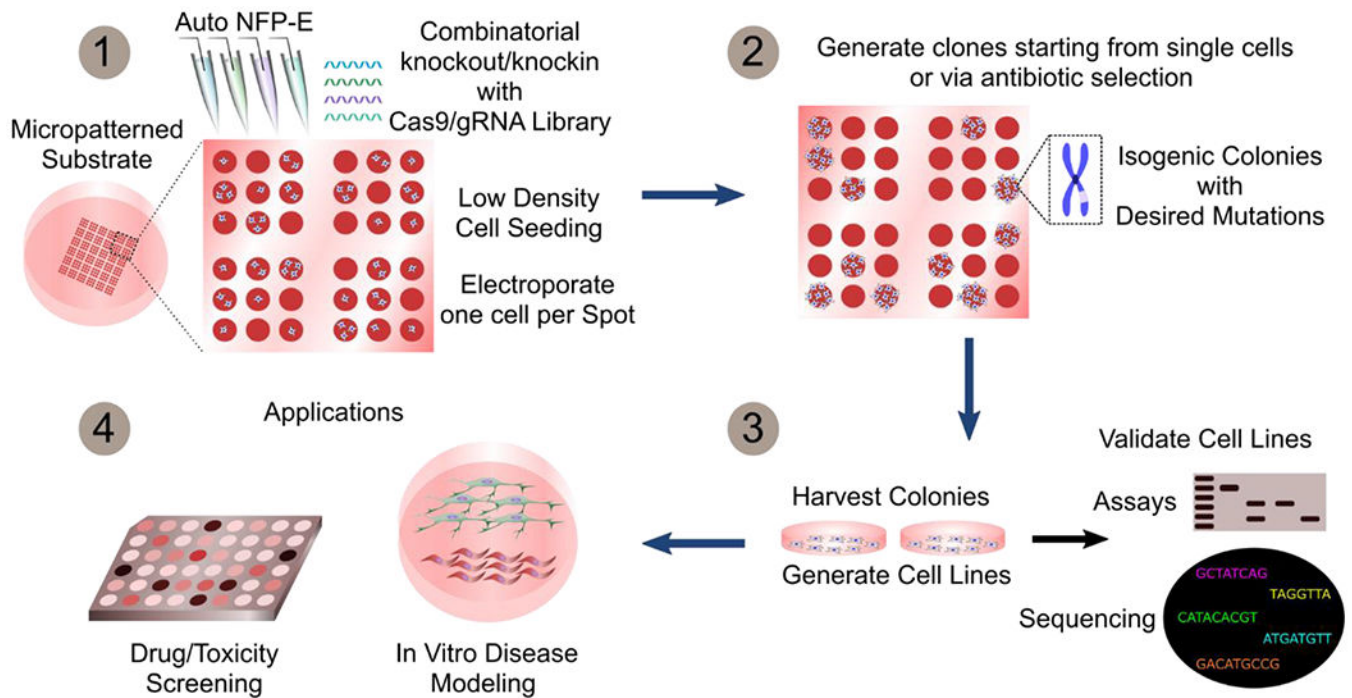 1
Auto NFP-E
Combinatorial
knockout/knockin
with
Cas9/gRNA Library
Micropatterned
Substrate
Low Density
Cell Seeding
Electroporate
one cell per Spot
2
Generate clones starting from single cells
or via antibiotic selection
Isogenic Colonies
with
Desired Mutations
3
Harvest Colonies
Generate Cell Lines
Validate Cell Lines
Assays
Sequencing
GCTATCAG
TAGGTTA
CATACACGT
ATGATGTT
GACATGCCG
4
Applications
Drug/Toxicity
Screening
In Vitro Disease
Modeling